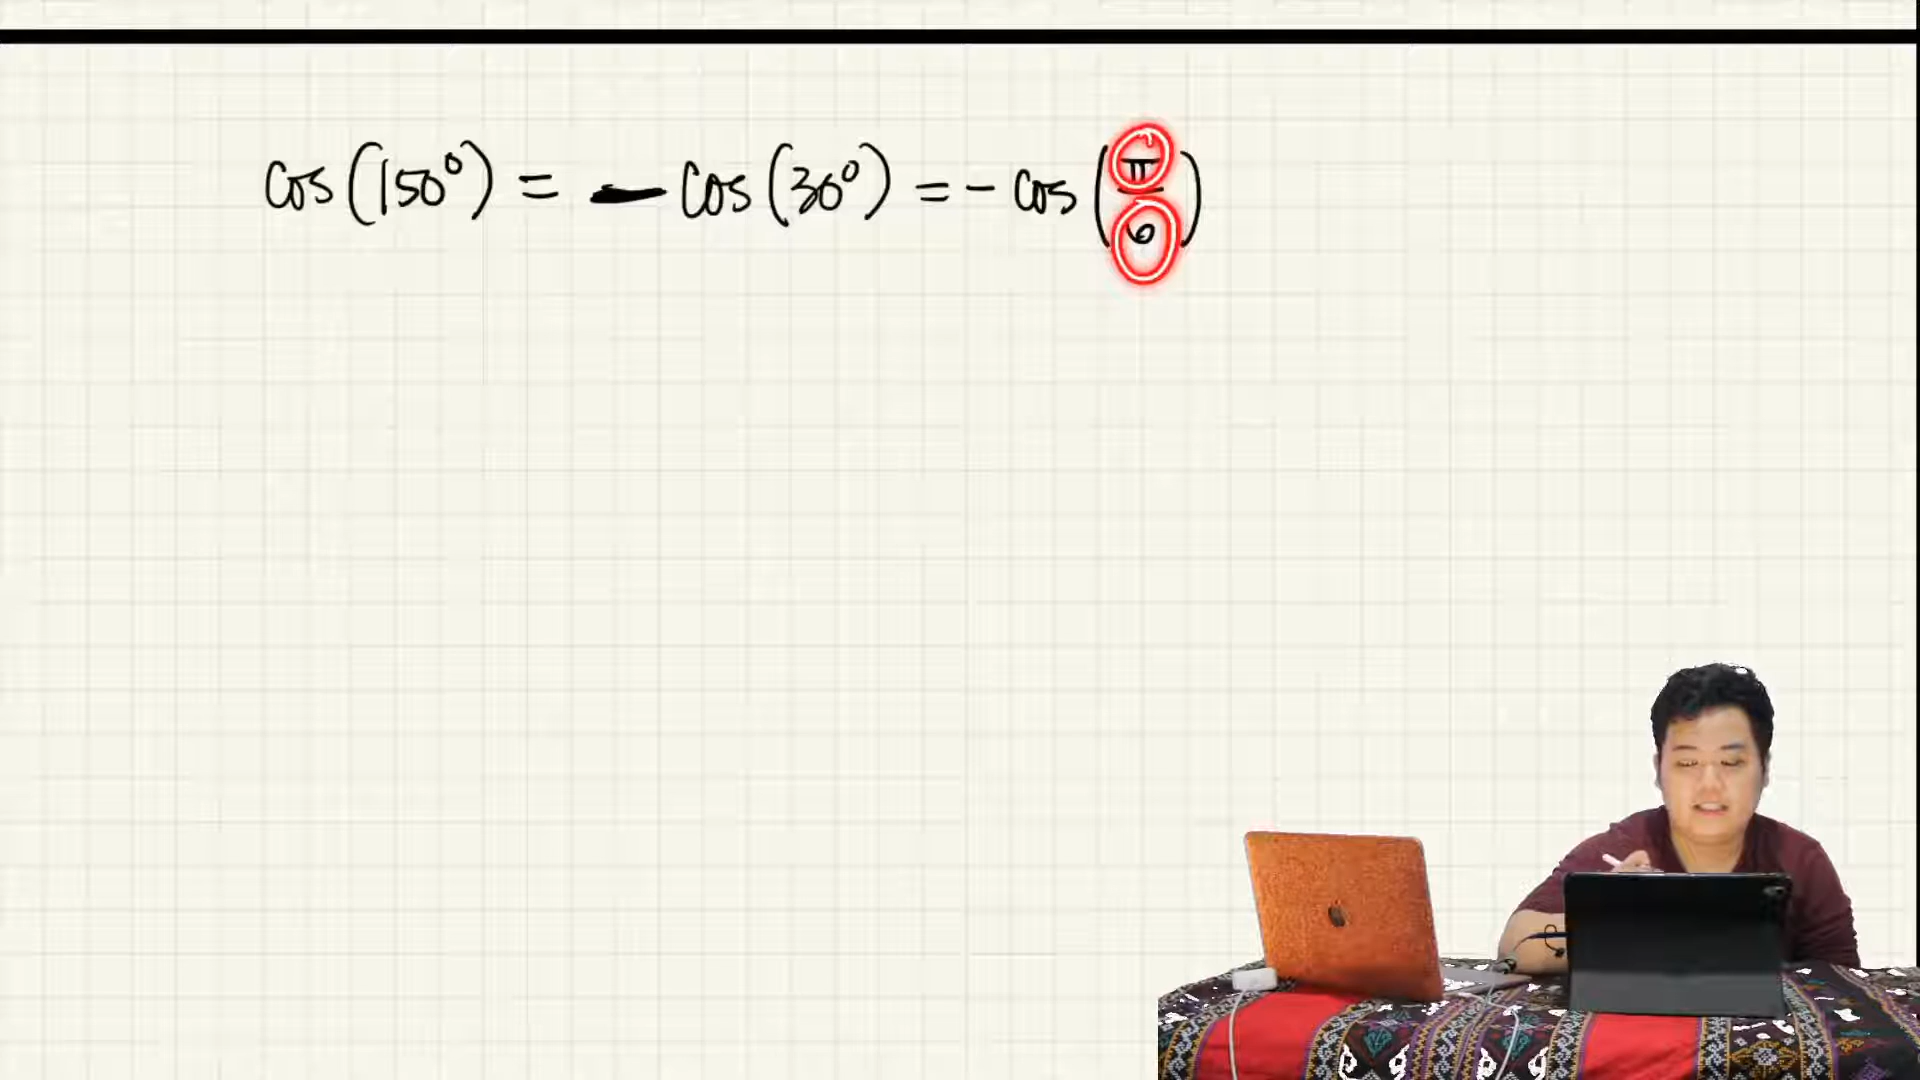 cos(150°) = - cos(30°) = - cos(π/6)